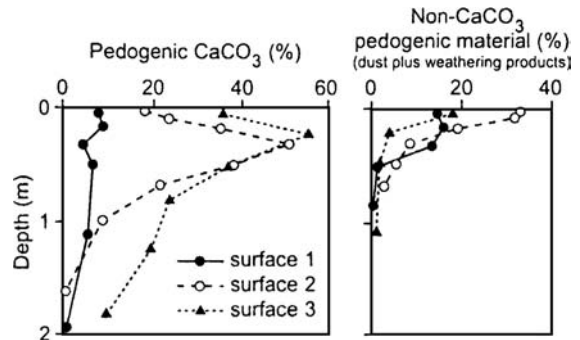 Pedogenic CaCO3 (%)
0 20 40 60
Non-CaCO3
pedogenic material (%)
(dust plus weathering products)
0 20 40
Depth (m)
0
1
2
surface 1
surface 2
surface 3